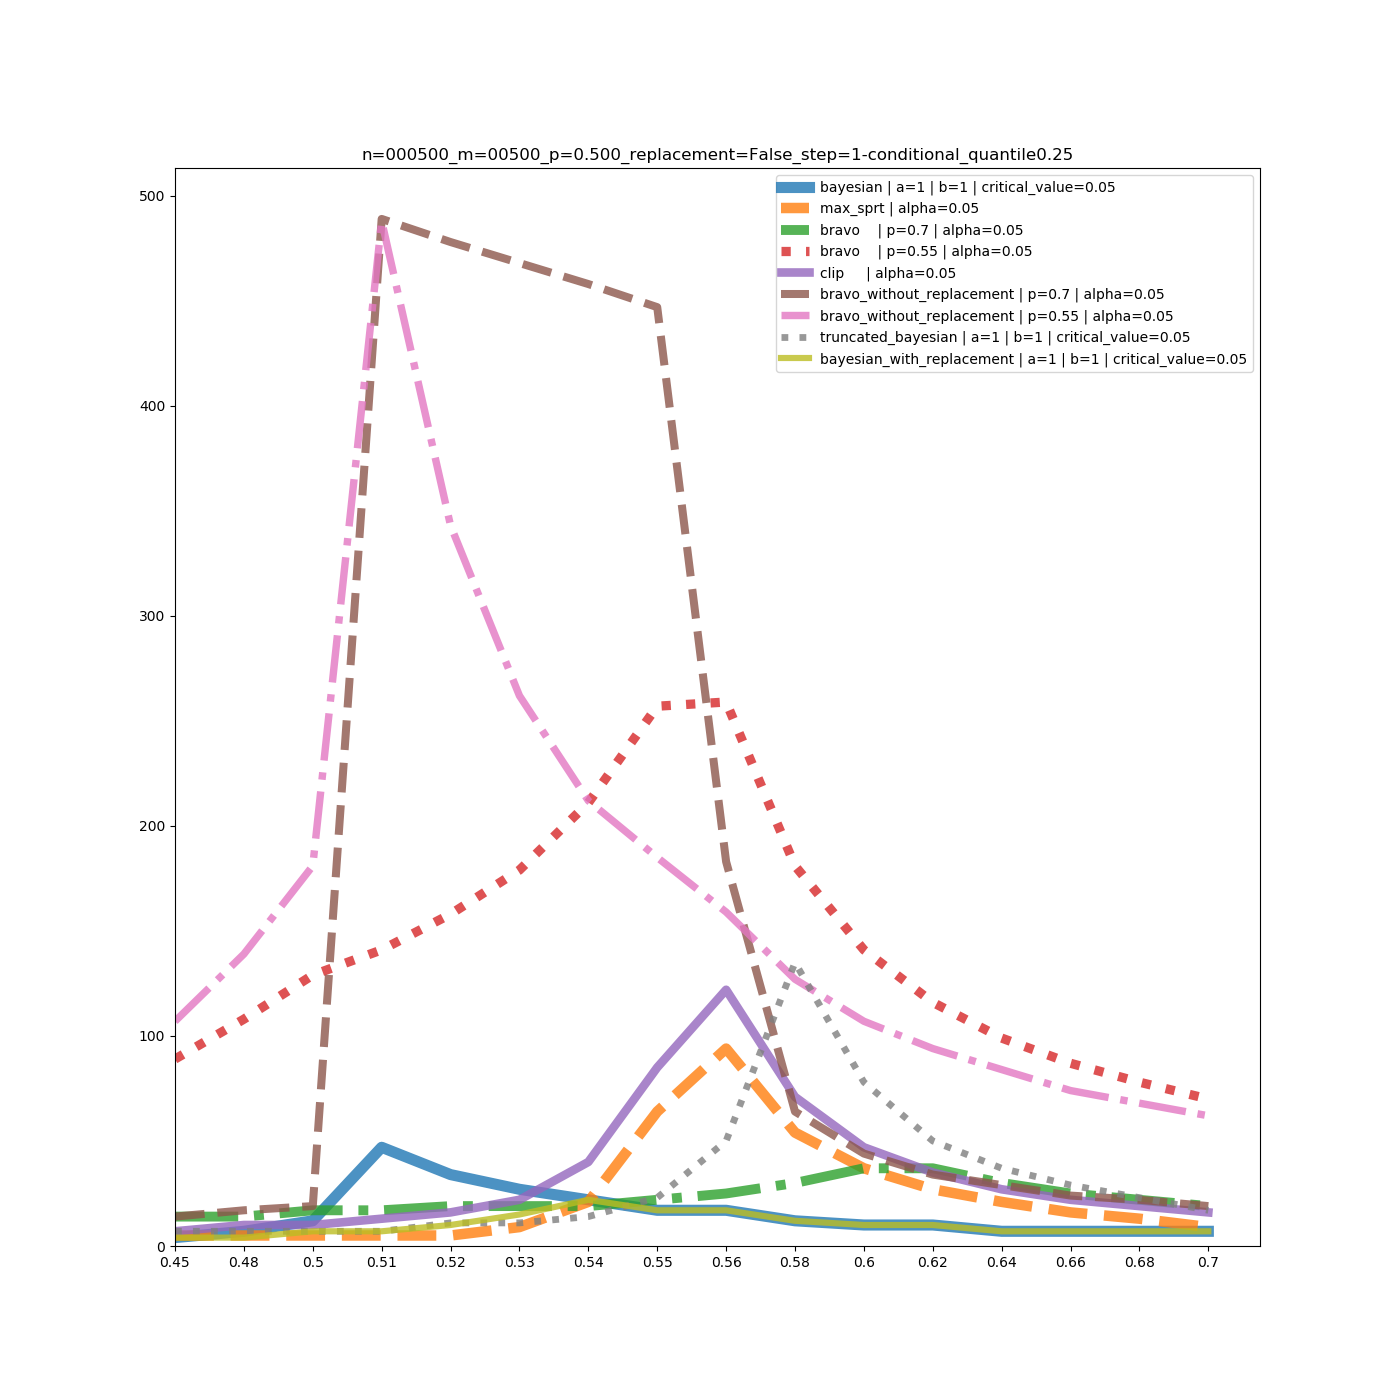 n=000500_m=00500_p=0.500_replacement=False_step=1-conditional_quantile0.25
500
400
300
200
100
0
bayesian | a=1 | b=1 | critical_value=0.05
max_sprt | alpha=0.05
bravo | p=0.7 | alpha=0.05
bravo | p=0.55 | alpha=0.05
clip | alpha=0.05
bravo_without_replacement | p=0.7 | alpha=0.05
bravo_without_replacement | p=0.55 | alpha=0.05
truncated_bayesian | a=1 | b=1 | critical_value=0.05
bayesian_with_replacement | a=1 | b=1 | critical_value=0.05
0.45 0.48 0.5 0.51 0.52 0.53 0.54 0.55 0.56 0.58 0.6 0.62 0.64 0.66 0.68 0.7